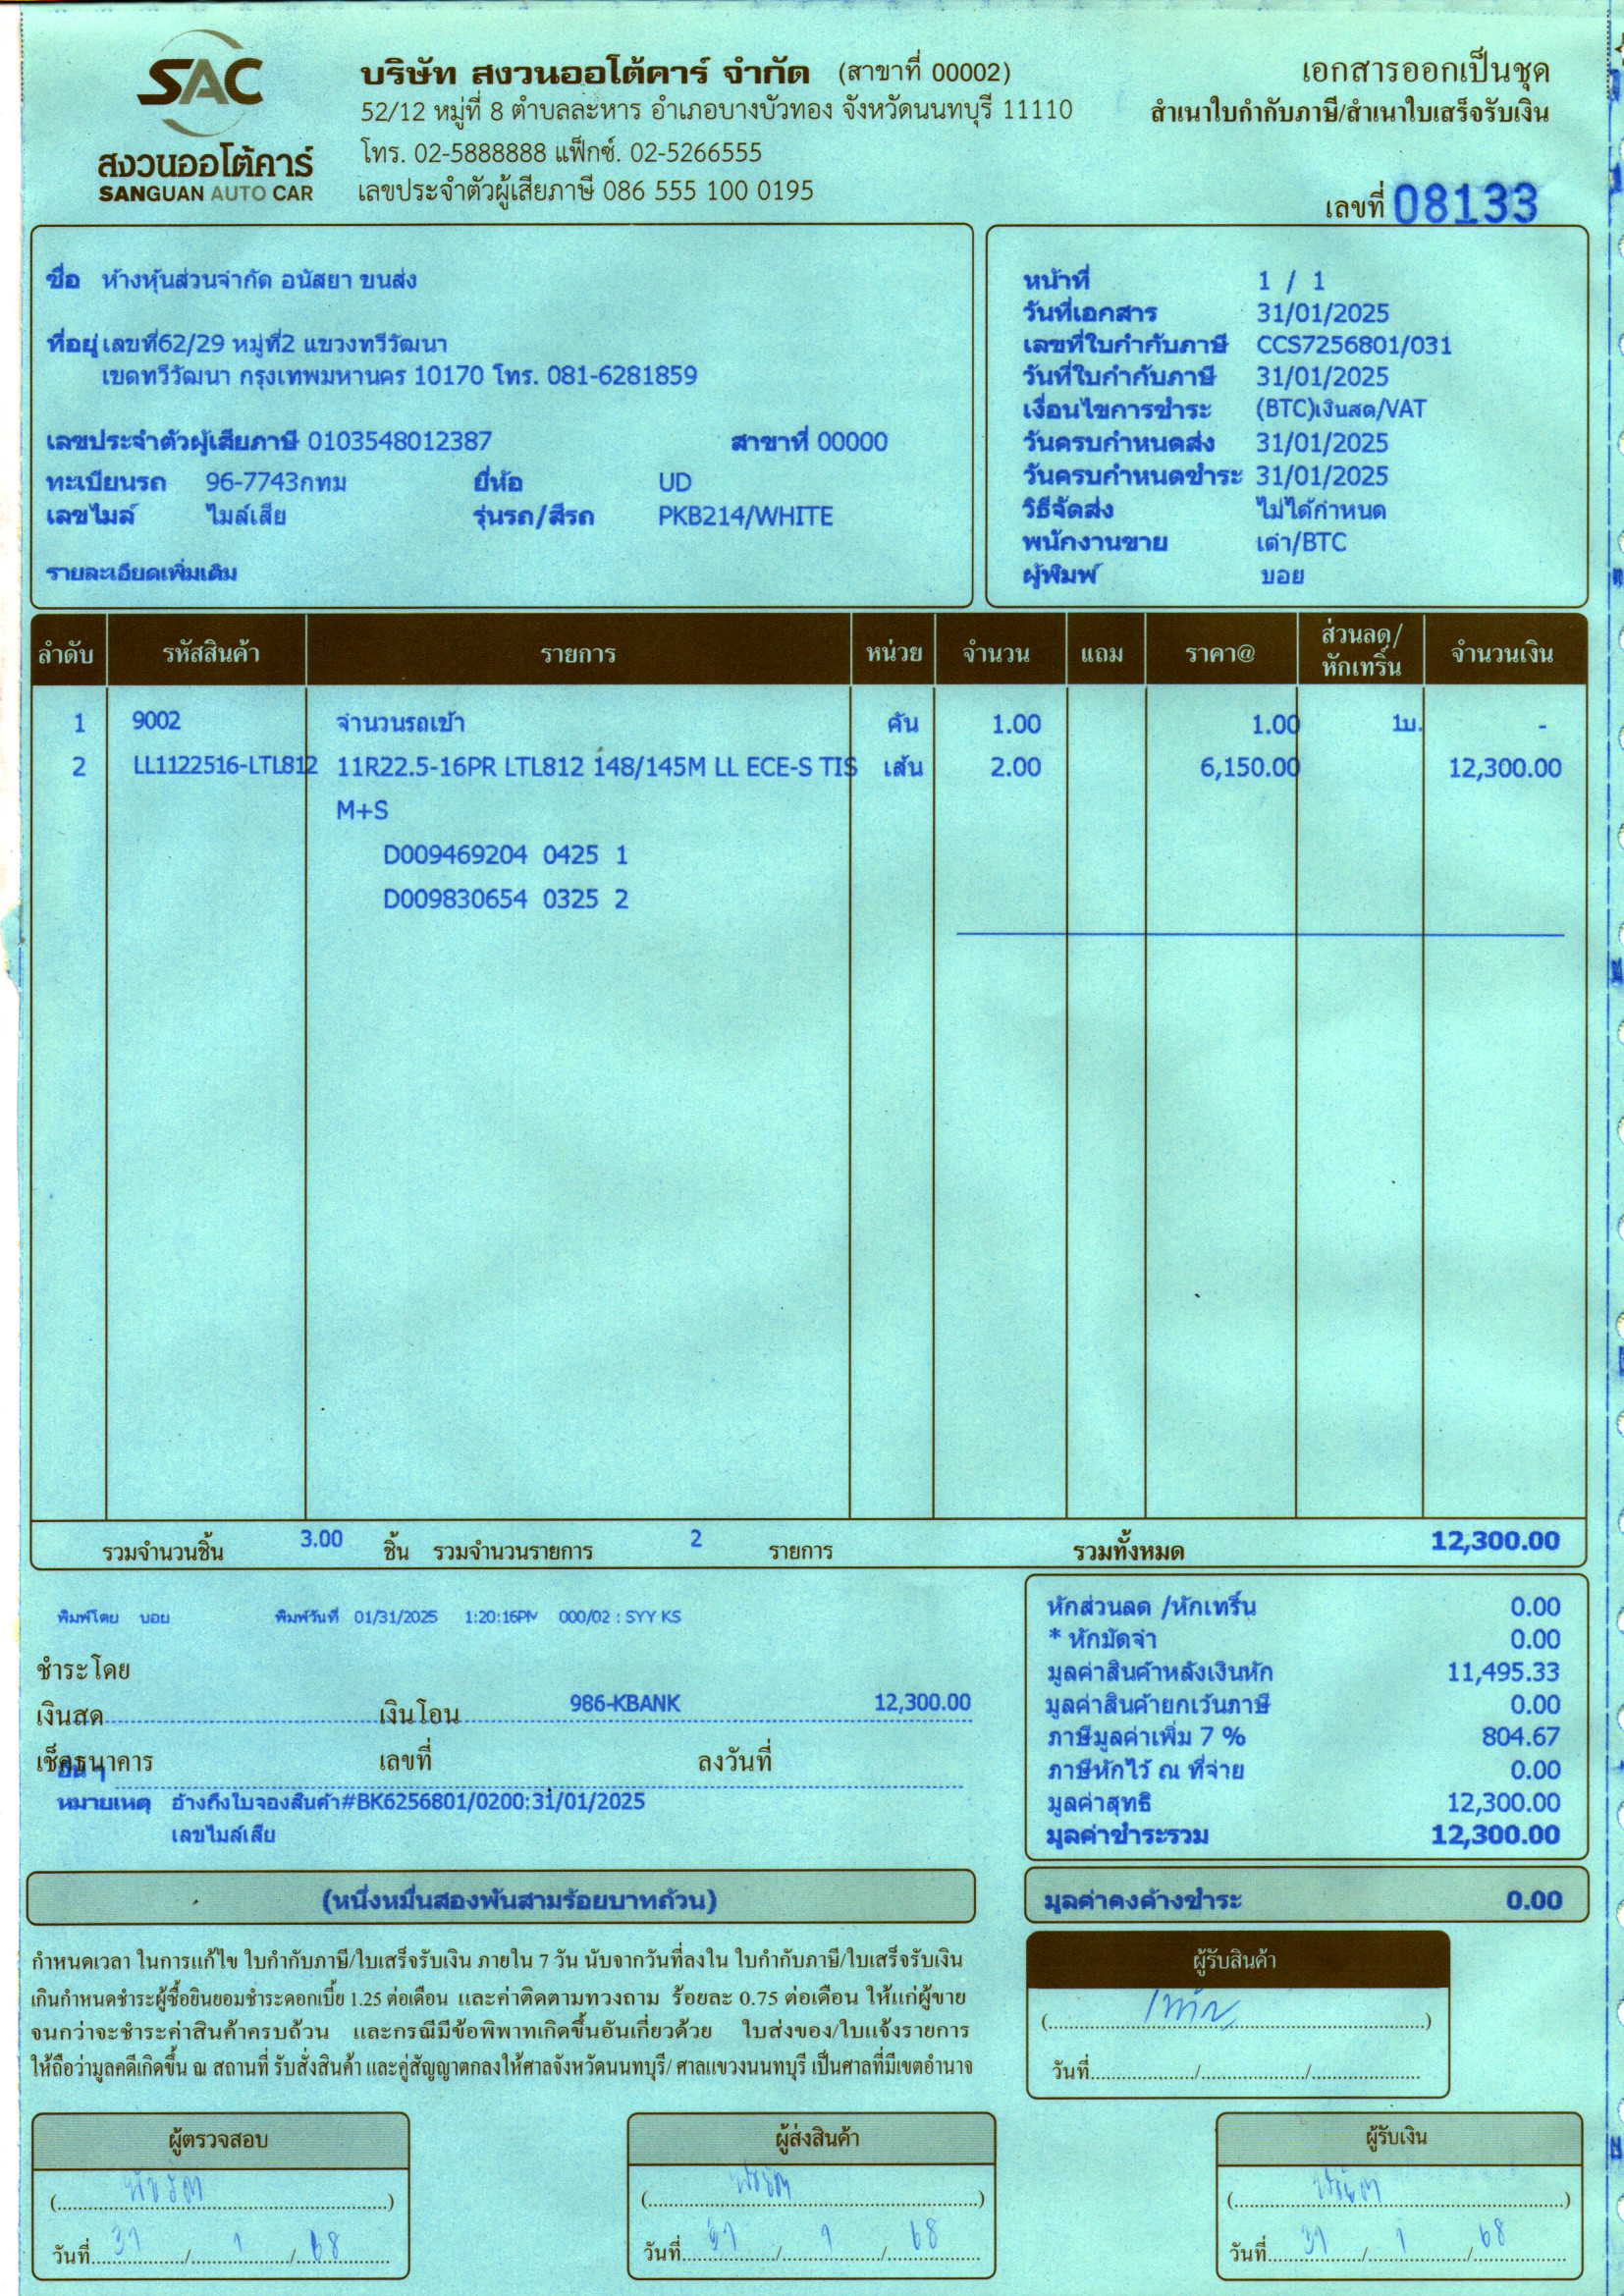 SAC
สงวนออโต้คาร์
SANGUAN AUTO CAR
บริษัท สงวนออโต้คาร์ จำกัด (สาขาที่ 00002)
52/12 หมู่ที่ 8 ตำบลละหาร อำเภอบางบัวทอง จังหวัดนนทบุรี 11110
โทร. 02-5888888 แฟ็กซ์. 02-5266555
เลขประจำตัวผู้เสียภาษี 086 555 100 0195
เอกสารออกเป็นชุด
สำเนาใบกำกับภาษี/สำเนาใบเสร็จรับเงิน
เลขที่ 08133
ชื่อ ห้างหุ้นส่วนจำกัด อนัสยา ขนส่ง
ที่อยู่ เลขที่62/29 หมู่ที่2 แขวงทวีวัฒนา
เขตทวีวัฒนา กรุงเทพมหานคร 10170 โทร. 081-6281859
เลขประจำตัวผู้เสียภาษี 0103548012387 สาขาที่ 00000
ทะเบียนรถ 96-7743กทม ยี่ห้อ UD
เลขไมล์ ไมล์เสีย รุ่นรถ/สีรถ PKB214/WHITE
รายละเอียดเพิ่มเติม
หน้าที่ 1 / 1
วันที่เอกสาร 31/01/2025
เลขที่ใบกำกับภาษี CCS7256801/031
วันที่ใบกำกับภาษี 31/01/2025
เงื่อนไขการชำระ (BTC)เงินสด/VAT
วันครบกำหนดส่ง 31/01/2025
วันครบกำหนดชำระ 31/01/2025
วิธีจัดส่ง ไม่ได้กำหนด
พนักงานขาย เต่า/BTC
ผู้พิมพ์ บอย
ลำดับ รหัสสินค้า รายการ หน่วย จำนวน แถม ราคา@ ส่วนลด/หักเทริ์น จำนวนเงิน
1 9002 จำนวนรถเข้า คัน 1.00 1.00 1บ. -
2 LL1122516-LTL812 11R22.5-16PR LTL812 148/145M LL ECE-S TIS เส้น 2.00 6,150.00 12,300.00
M+S
D009469204 0425 1
D009830654 0325 2
รวมจำนวนชิ้น 3.00 ชิ้น รวมจำนวนรายการ 2 รายการ รวมทั้งหมด 12,300.00
พิมพ์โดย บอย พิมพ์วันที่ 01/31/2025 1:20:16PM 000/02 : SYY KS
ชำระโดย
เงินสด เงินโอน 986-KBANK 12,300.00
เช็คธนาคาร เลขที่ ลงวันที่
อื่นๆ
หมายเหตุ อ้างถึงใบจองสินค้า#BK6256801/0200:31/01/2025
เลขไมล์เสีย
หักส่วนลด /หักเทริ์น 0.00
* หักมัดจำ 0.00
มูลค่าสินค้าหลังเงินหัก 11,495.33
มูลค่าสินค้ายกเว้นภาษี 0.00
ภาษีมูลค่าเพิ่ม 7 % 804.67
ภาษีหักไว้ ณ ที่จ่าย 0.00
มูลค่าสุทธิ 12,300.00
มูลค่าชำระรวม 12,300.00
(หนึ่งหมื่นสองพันสามร้อยบาทถ้วน)
มูลค่าคงค้างชำระ 0.00
กำหนดเวลา ในการแก้ไข ใบกำกับภาษี/ใบเสร็จรับเงิน ภายใน 7 วัน นับจากวันที่ลงใน ใบกำกับภาษี/ใบเสร็จรับเงิน
เกินกำหนดชำระผู้ซื้อยินยอมชำระดอกเบี้ย 1.25 ต่อเดือน และค่าติดตามทวงถาม ร้อยละ 0.75 ต่อเดือน ให้แก่ผู้ขาย
จนกว่าจะชำระค่าสินค้าครบถ้วน และกรณีมีข้อพิพาทเกิดขึ้นอันเกี่ยวด้วย ใบส่งของ/ใบแจ้งรายการ
ให้ถือว่ามูลคดีเกิดขึ้น ณ สถานที่ รับสั่งสินค้า และคู่สัญญาตกลงให้ศาลจังหวัดนนทบุรี/ ศาลแขวงนนทบุรี เป็นศาลที่มีเขตอำนาจ
ผู้รับสินค้า
วันที่ / /
ผู้ตรวจสอบ
วันที่ 31 / 1 / 68
ผู้ส่งสินค้า
วันที่ 31 / 1 / 68
ผู้รับเงิน
วันที่ 31 / 1 / 68